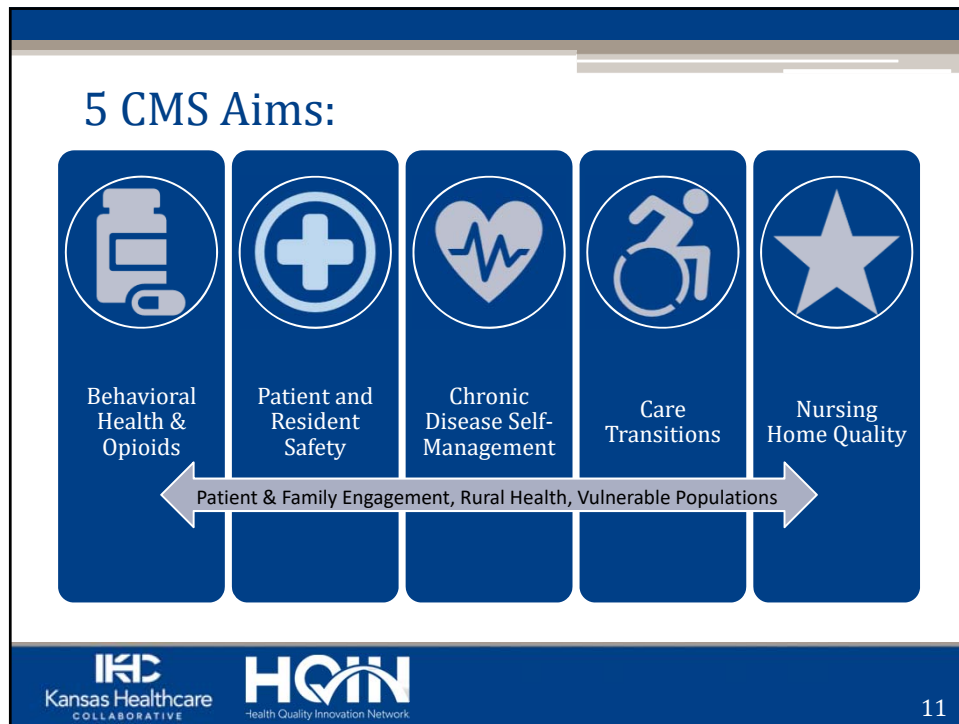 5 CMS Aims:
Behavioral
Health &
Opioids
Patient and
Resident
Safety
Chronic
Disease Self-
Management
Care
Transitions
Nursing
Home Quality
Patient & Family Engagement, Rural Health, Vulnerable Populations
KHC
Kansas Healthcare
COLLABORATIVE
HQIN
Health Quality Innovation Network
11